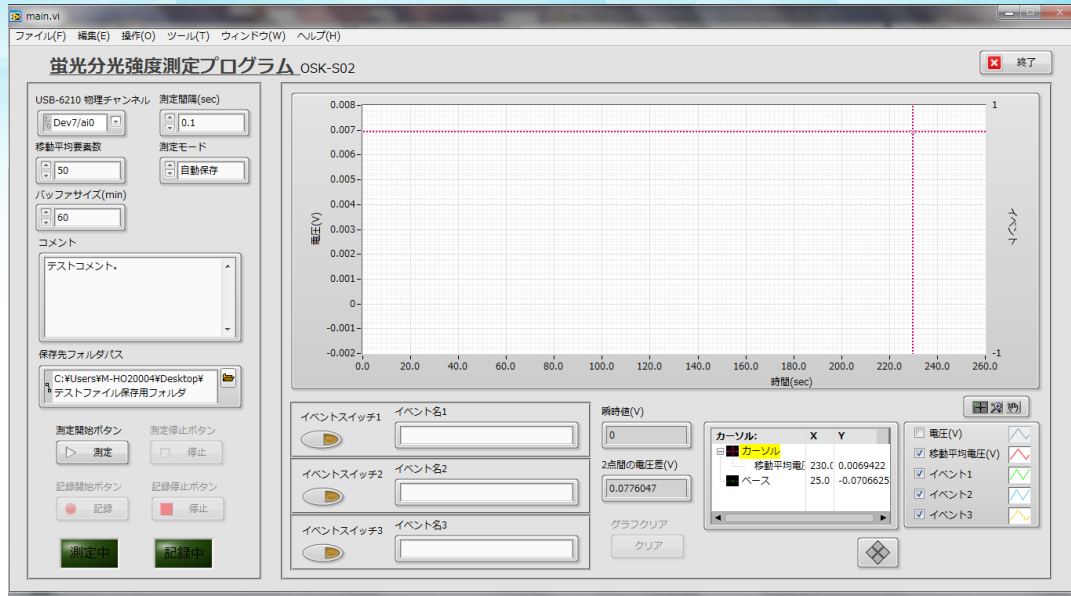 main.vi
ファイル(F) 編集(E) 操作(O) ツール(T) ウィンドウ(W) ヘルプ(H)
蛍光分光強度測定プログラム OSK-S02
終了
USB-6210 物理チャンネル 測定間隔(sec)
Dev7/ai0 0.1
移動平均要素数 測定モード
50 自動保存
バッファサイズ(min)
60
コメント
テストコメント。
保存先フォルダパス
C:¥Users¥M-HO20004¥Desktop¥
テストファイル保存用フォルダ
測定開始ボタン 測定停止ボタン
測定 停止
記録開始ボタン 記録停止ボタン
記録 停止
測定中 記録中
0.008
0.007
0.006
0.005
0.004
0.003
0.002
0.001
0
-0.001
-0.002
電圧(V)
1
-1
イベント
0.0 20.0 40.0 60.0 80.0 100.0 120.0 140.0 160.0 180.0 200.0 220.0 240.0 260.0
時間(sec)
イベントスイッチ1 イベント名1
イベントスイッチ2 イベント名2
イベントスイッチ3 イベント名3
瞬時値(V)
0
2点間の電圧差(V)
0.0776047
グラフクリア
クリア
カーソル: X Y
カーソル
移動平均電圧 230.0 0.0069422
ベース 25.0 -0.0706625
電圧(V)
移動平均電圧(V)
イベント1
イベント2
イベント3